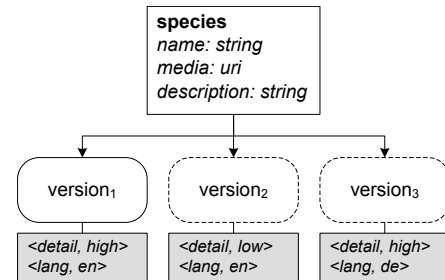 species
name: string
media: uri
description: string
version₁
version₂
version₃
<detail, high>
<lang, en>
<detail, low>
<lang, en>
<detail, high>
<lang, de>